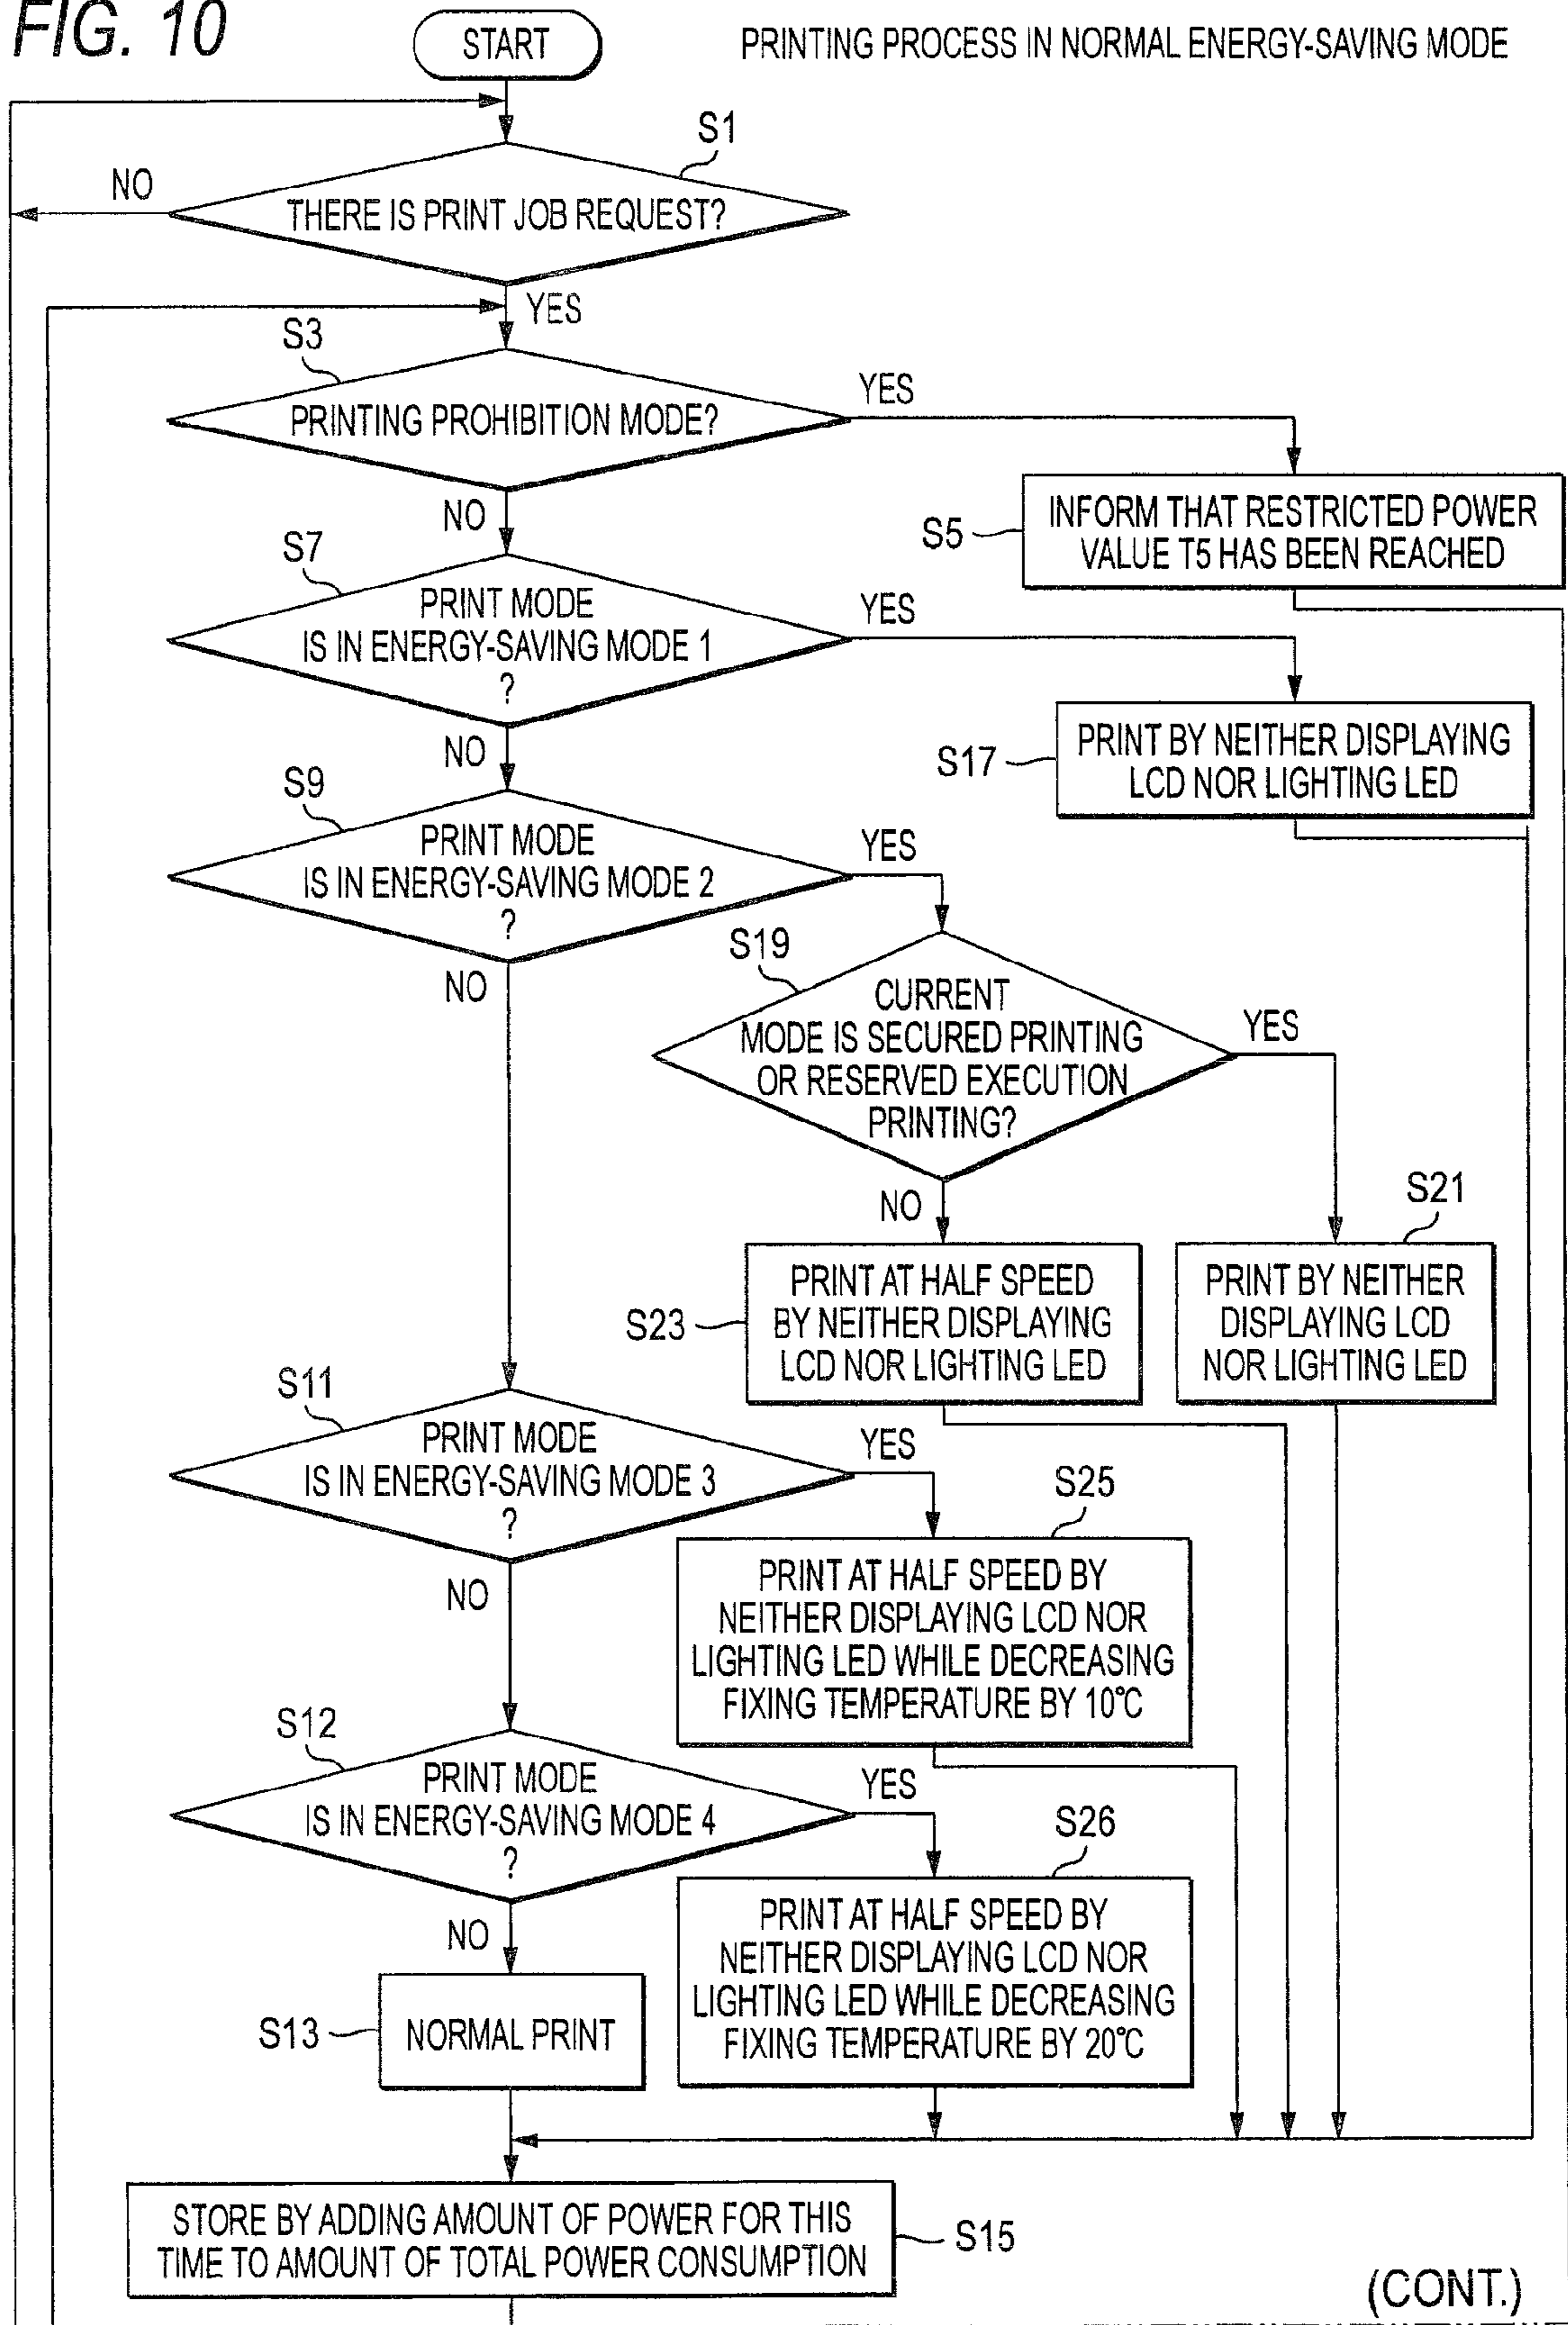 FIG. 10
START
PRINTING PROCESS IN NORMAL ENERGY-SAVING MODE
S1
NO
THERE IS PRINT JOB REQUEST?
YES
S3
YES
PRINTING PROHIBITION MODE?
NO
S5
INFORM THAT RESTRICTED POWER
VALUE T5 HAS BEEN REACHED
S7
PRINT MODE
IS IN ENERGY-SAVING MODE 1
?
YES
NO
S17
PRINT BY NEITHER DISPLAYING
LCD NOR LIGHTING LED
S9
PRINT MODE
IS IN ENERGY-SAVING MODE 2
?
YES
NO
S19
CURRENT
MODE IS SECURED PRINTING
OR RESERVED EXECUTION
PRINTING?
YES
NO
S21
S23
PRINT AT HALF SPEED
BY NEITHER DISPLAYING
LCD NOR LIGHTING LED
PRINT BY NEITHER
DISPLAYING LCD
NOR LIGHTING LED
S11
PRINT MODE
IS IN ENERGY-SAVING MODE 3
?
YES
NO
S25
PRINT AT HALF SPEED BY
NEITHER DISPLAYING LCD NOR
LIGHTING LED WHILE DECREASING
FIXING TEMPERATURE BY 10°C
S12
PRINT MODE
IS IN ENERGY-SAVING MODE 4
?
YES
NO
S26
PRINT AT HALF SPEED BY
NEITHER DISPLAYING LCD NOR
LIGHTING LED WHILE DECREASING
FIXING TEMPERATURE BY 20°C
S13
NORMAL PRINT
STORE BY ADDING AMOUNT OF POWER FOR THIS
TIME TO AMOUNT OF TOTAL POWER CONSUMPTION
S15
(CONT.)